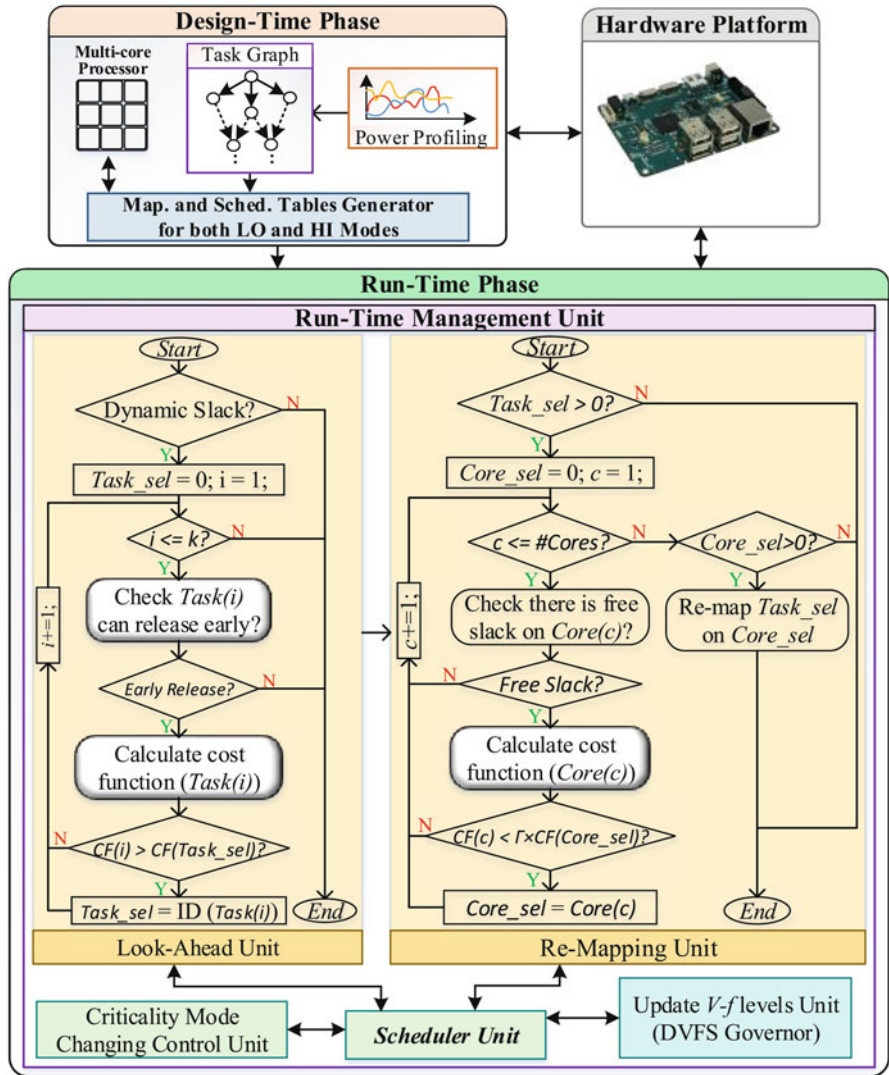 Design-Time Phase
Multi-core
Processor
Task Graph
Power Profiling
Map. and Sched. Tables Generator
for both LO and HI Modes
Hardware Platform
Run-Time Phase
Run-Time Management Unit
Start
Dynamic Slack?
N
Y
Task_sel = 0; i = 1;
i <= k?
N
Y
i+=1;
Check Task(i)
can release early?
Early Release?
N
Y
Calculate cost
function (Task(i))
N
CF(i) > CF(Task_sel)?
Y
Task_sel = ID (Task(i))
End
Look-Ahead Unit
Start
Task_sel > 0?
N
Y
Core_sel = 0; c = 1;
c <= #Cores?
N
Core_sel>0?
N
Y
Y
c+=1;
Check there is free
slack on Core(c)?
Re-map Task_sel
on Core_sel
N
Free Slack?
Y
Calculate cost
function (Core(c))
N
CF(c) < Γ×CF(Core_sel)?
Y
Core_sel = Core(c)
End
Re-Mapping Unit
Criticality Mode
Changing Control Unit
Scheduler Unit
Update V-f levels Unit
(DVFS Governor)